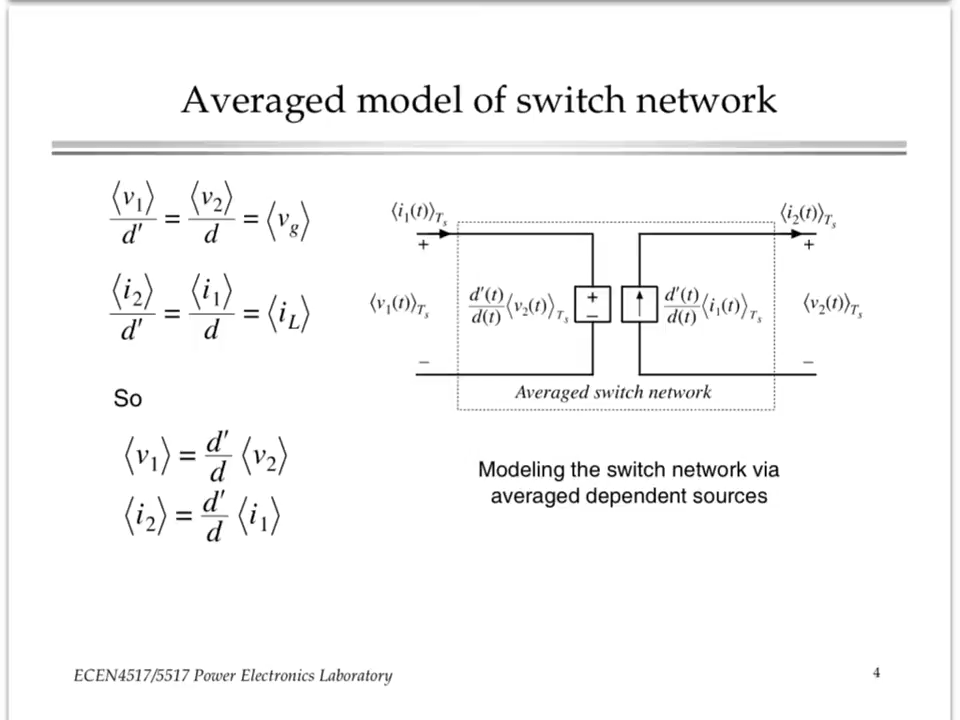 Averaged model of switch network
⟨v₁⟩/d′ = ⟨v₂⟩/d = ⟨v_g⟩
⟨i₂⟩/d′ = ⟨i₁⟩/d = ⟨i_L⟩
So
⟨v₁⟩ = d′/d ⟨v₂⟩
⟨i₂⟩ = d′/d ⟨i₁⟩
⟨i₁(t)⟩_Tₛ ⟨i₂(t)⟩_Tₛ
+ +
⟨v₁(t)⟩_Tₛ d′(t)/d(t) ⟨v₂(t)⟩_Tₛ + − d′(t)/d(t) ⟨i₁(t)⟩_Tₛ ⟨v₂(t)⟩_Tₛ
− −
Averaged switch network
Modeling the switch network via
averaged dependent sources
ECEN4517/5517 Power Electronics Laboratory
4